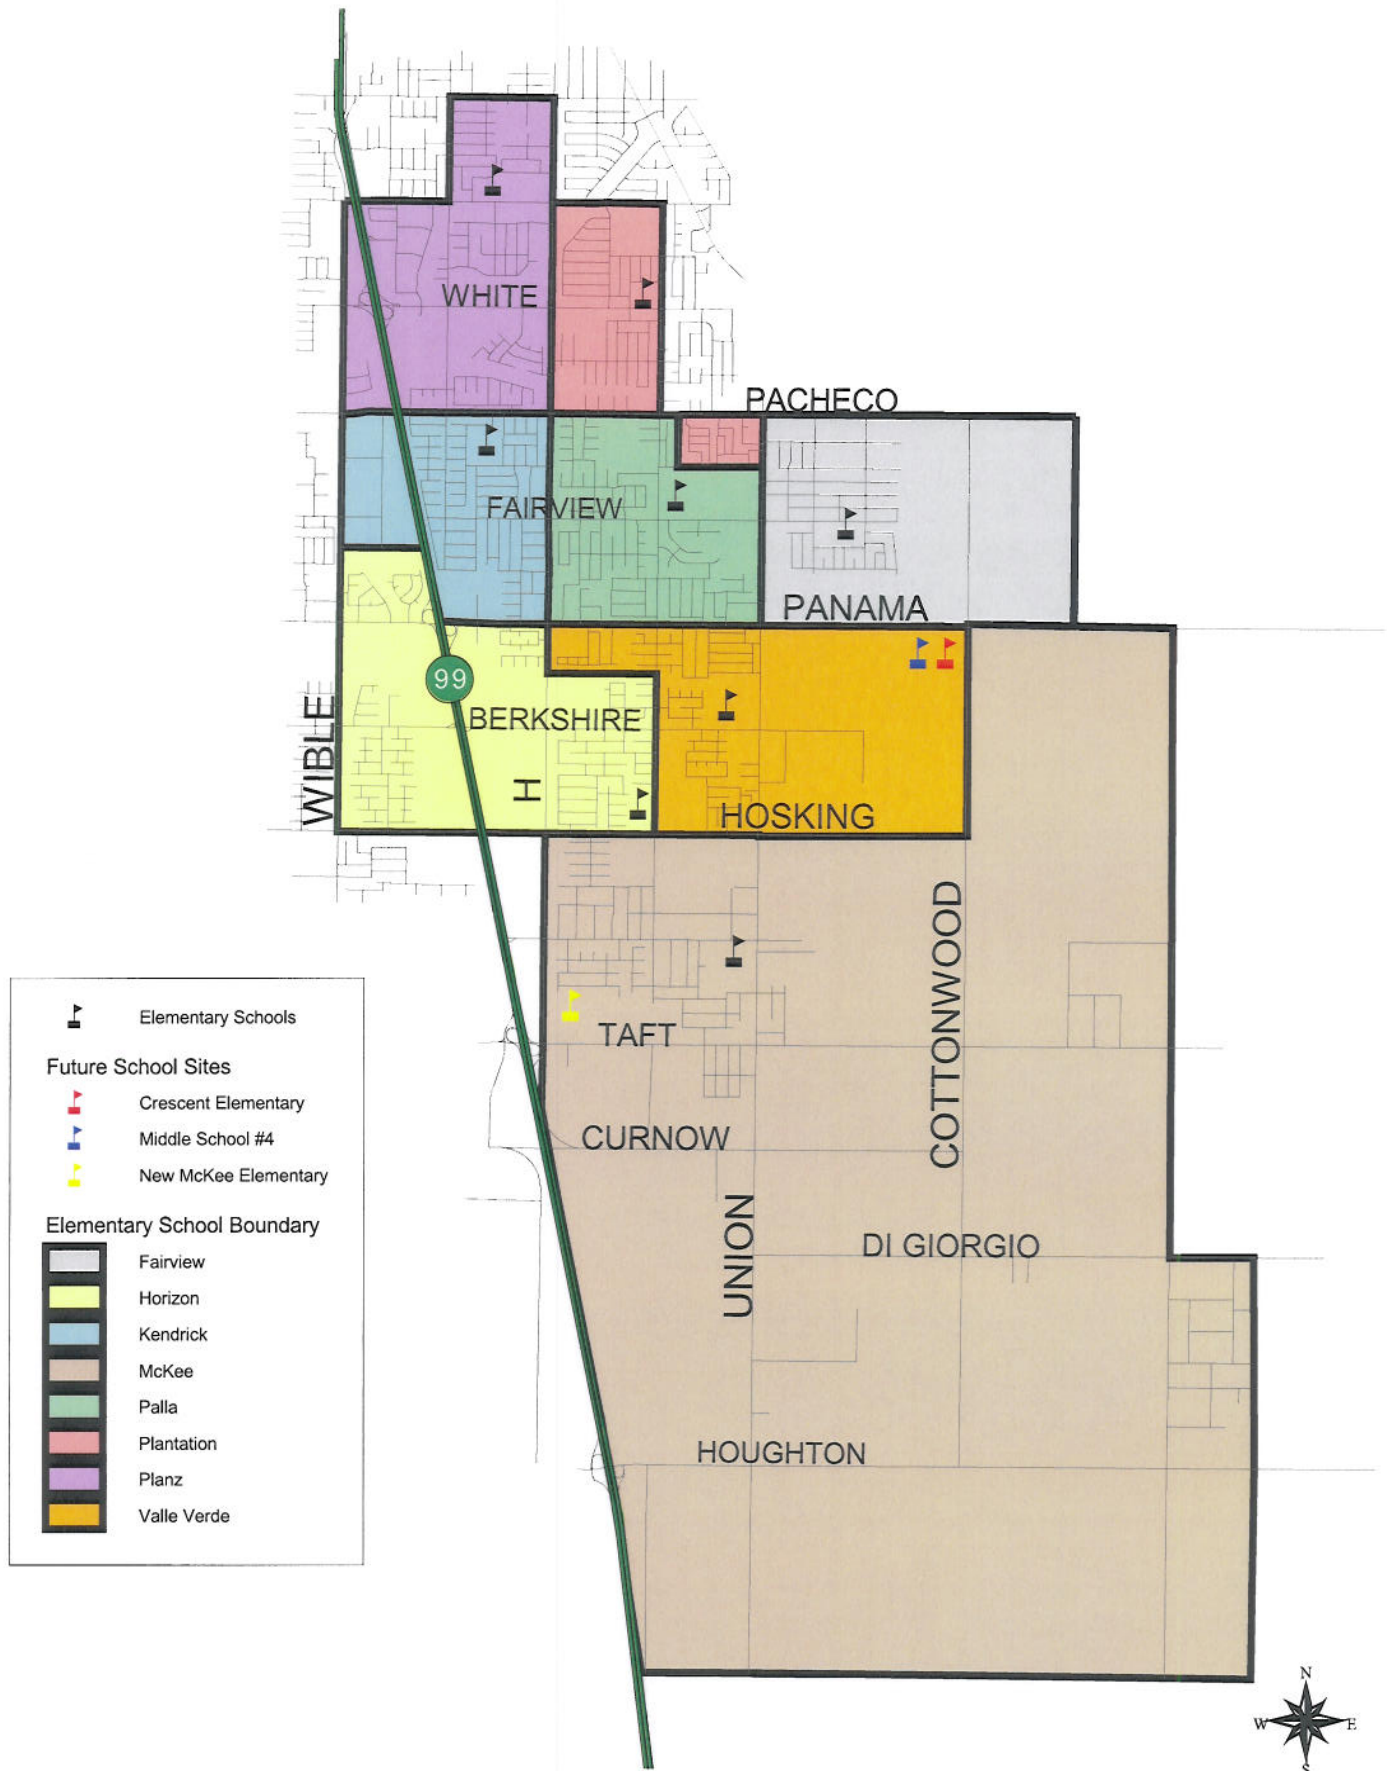 WHITE
PACHECO
FAIRVIEW
PANAMA
99
BERKSHIRE
WIBLE
H
HOSKING
COTTONWOOD
TAFT
CURNOW
UNION
DI GIORGIO
HOUGHTON
Elementary Schools
Future School Sites
Crescent Elementary
Middle School #4
New McKee Elementary
Elementary School Boundary
Fairview
Horizon
Kendrick
McKee
Palla
Plantation
Planz
Valle Verde
N
W E
S